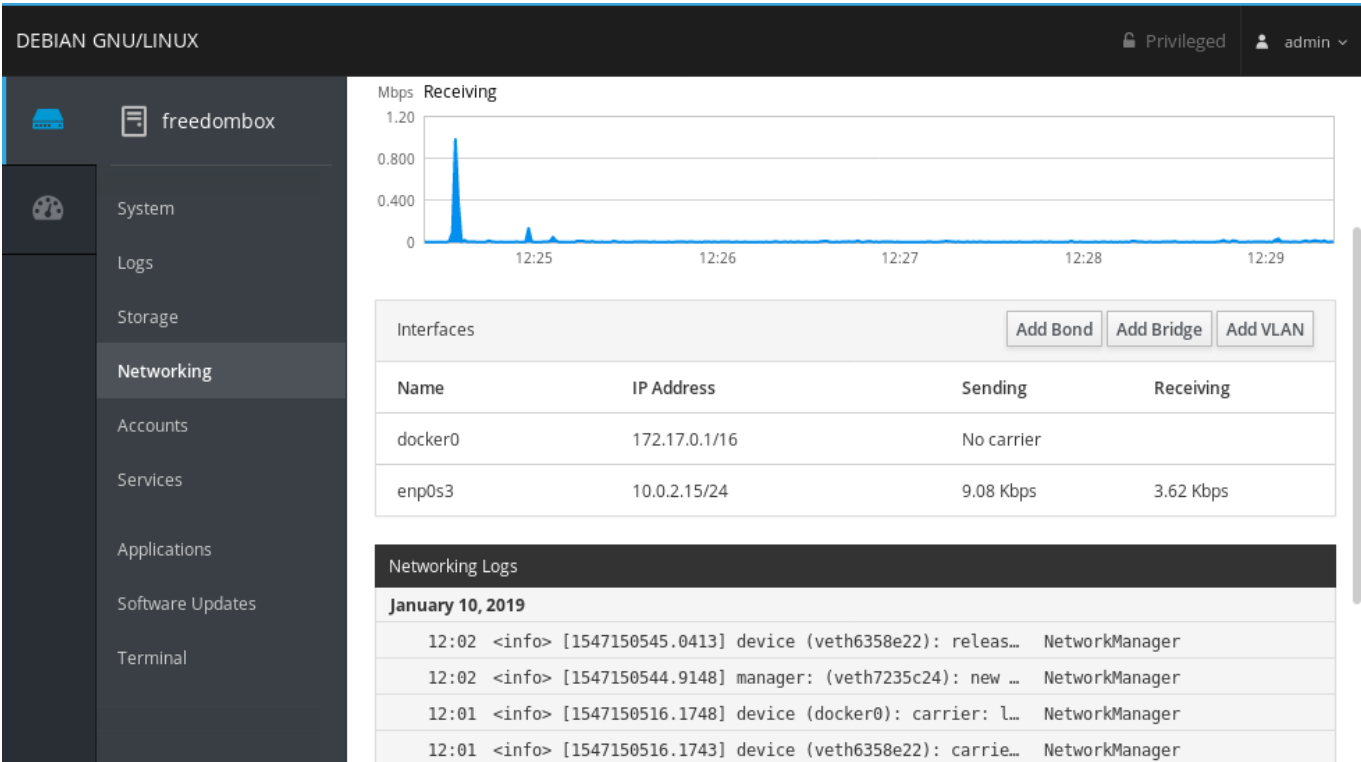 DEBIAN GNU/LINUX
Privileged
admin
freedombox
System
Logs
Storage
Networking
Accounts
Services
Applications
Software Updates
Terminal
Mbps Receiving
1.20
0.800
0.400
0
12:25 12:26 12:27 12:28 12:29
Interfaces Add Bond Add Bridge Add VLAN
Name IP Address Sending Receiving
docker0 172.17.0.1/16 No carrier
enp0s3 10.0.2.15/24 9.08 Kbps 3.62 Kbps
Networking Logs
January 10, 2019
12:02 <info> [1547150545.0413] device (veth6358e22): releas… NetworkManager
12:02 <info> [1547150544.9148] manager: (veth7235c24): new … NetworkManager
12:01 <info> [1547150516.1748] device (docker0): carrier: l… NetworkManager
12:01 <info> [1547150516.1743] device (veth6358e22): carrie… NetworkManager